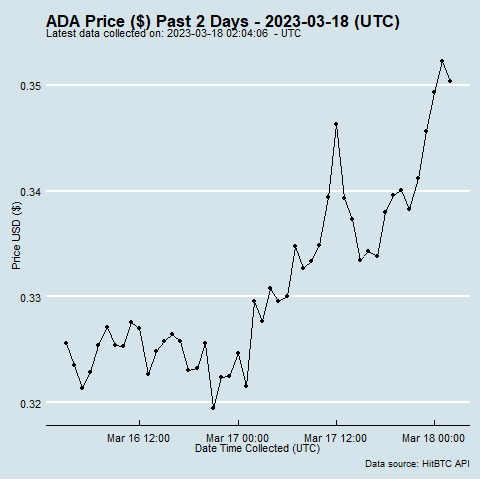 ADA Price ($) Past 2 Days - 2023-03-18 (UTC)
Latest data collected on: 2023-03-18 02:04:06 - UTC
0.35
0.34
0.33
0.32
Price USD ($)
Mar 16 12:00 Mar 17 00:00 Mar 17 12:00 Mar 18 00:00
Date Time Collected (UTC)
Data source: HitBTC API